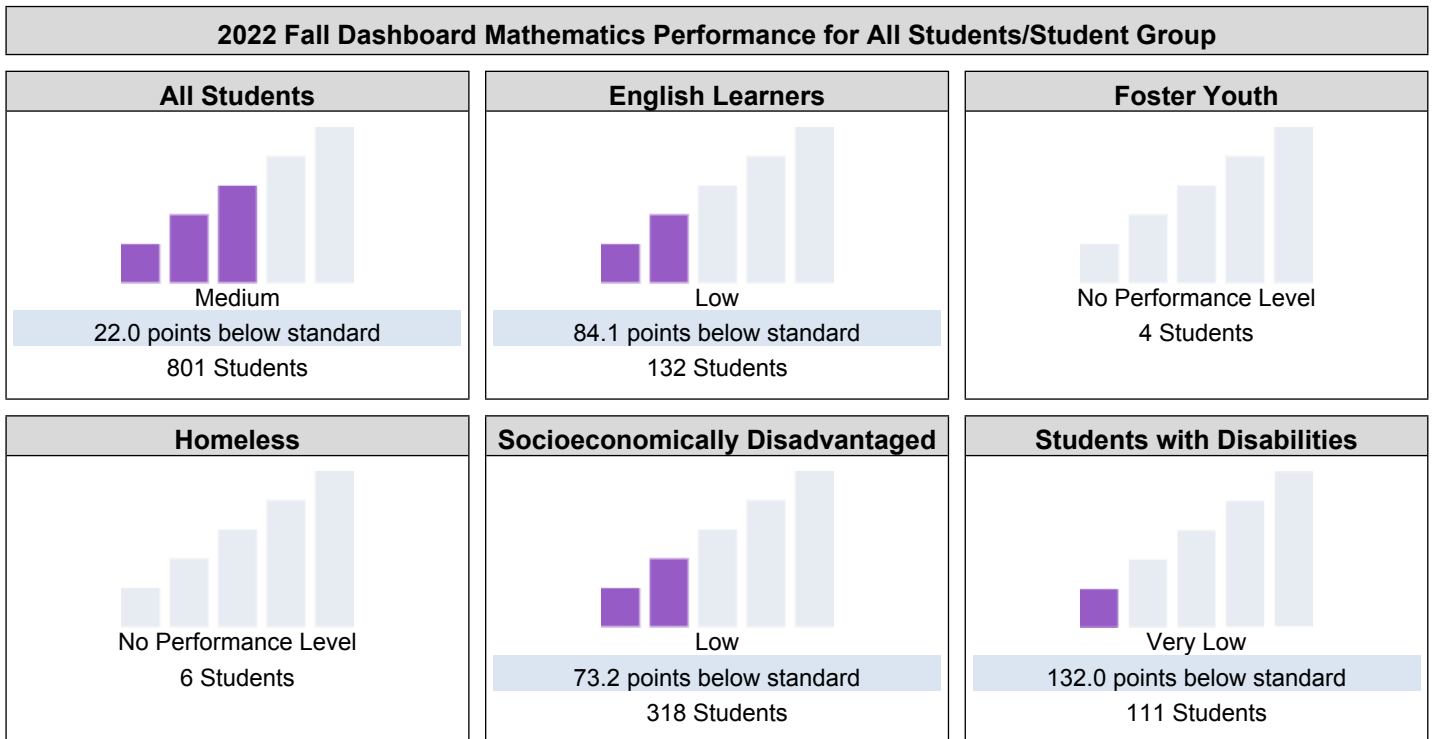 2022 Fall Dashboard Mathematics Performance for All Students/Student Group
All Students
Medium
22.0 points below standard
801 Students
English Learners
Low
84.1 points below standard
132 Students
Foster Youth
No Performance Level
4 Students
Homeless
No Performance Level
6 Students
Socioeconomically Disadvantaged
Low
73.2 points below standard
318 Students
Students with Disabilities
Very Low
132.0 points below standard
111 Students